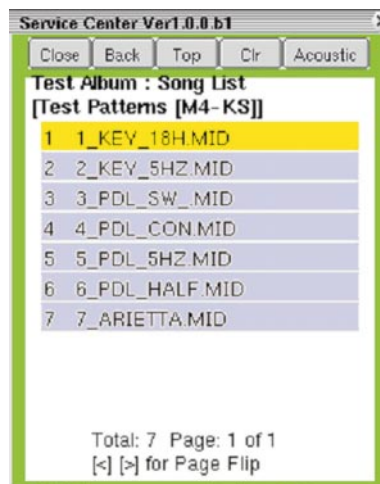 Service Center Ver1.0.0.b1
Close Back Top Clr Acoustic
Test Album : Song List
[Test Patterns [M4-KS]]
1 1_KEY_18H.MID
2 2_KEY_5HZ.MID
3 3_PDL_SW_.MID
4 4_PDL_CON.MID
5 5_PDL_5HZ.MID
6 6_PDL_HALF.MID
7 7_ARIETTA.MID
Total: 7 Page: 1 of 1
[<] [>] for Page Flip